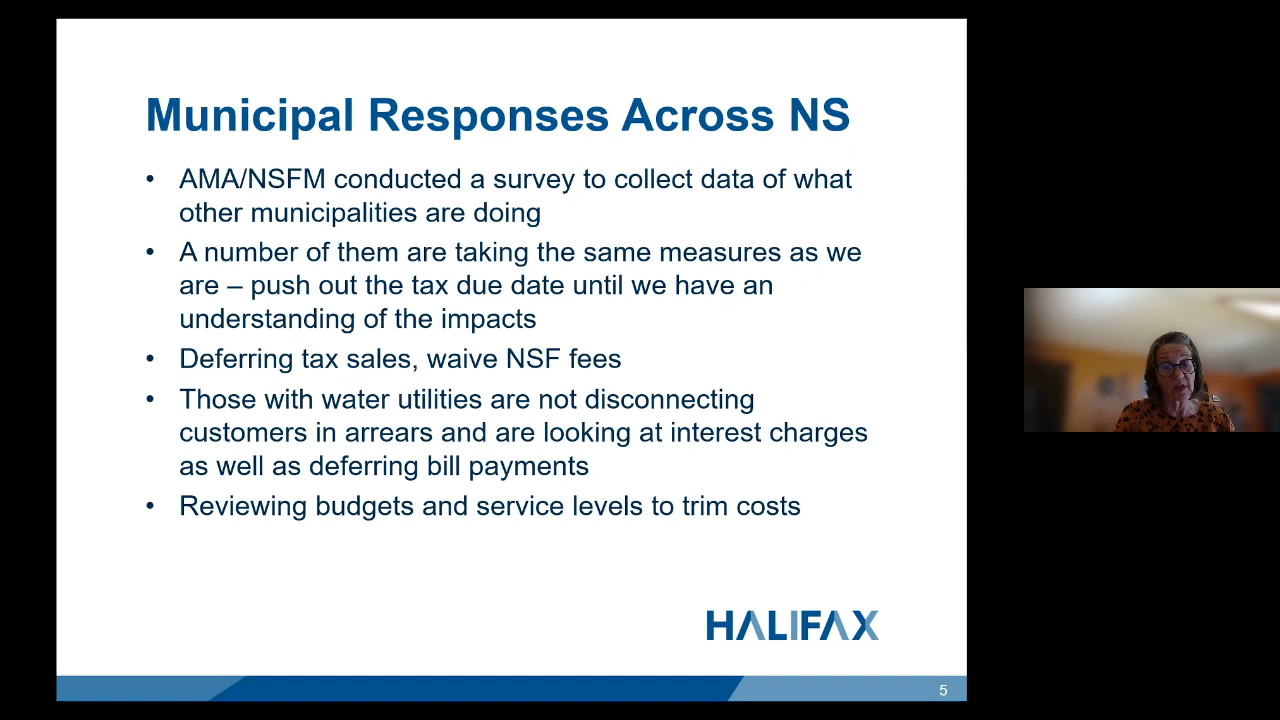 Municipal Responses Across NS
• AMA/NSFM conducted a survey to collect data of what
other municipalities are doing
• A number of them are taking the same measures as we
are – push out the tax due date until we have an
understanding of the impacts
• Deferring tax sales, waive NSF fees
• Those with water utilities are not disconnecting
customers in arrears and are looking at interest charges
as well as deferring bill payments
• Reviewing budgets and service levels to trim costs
HALIFAX
5